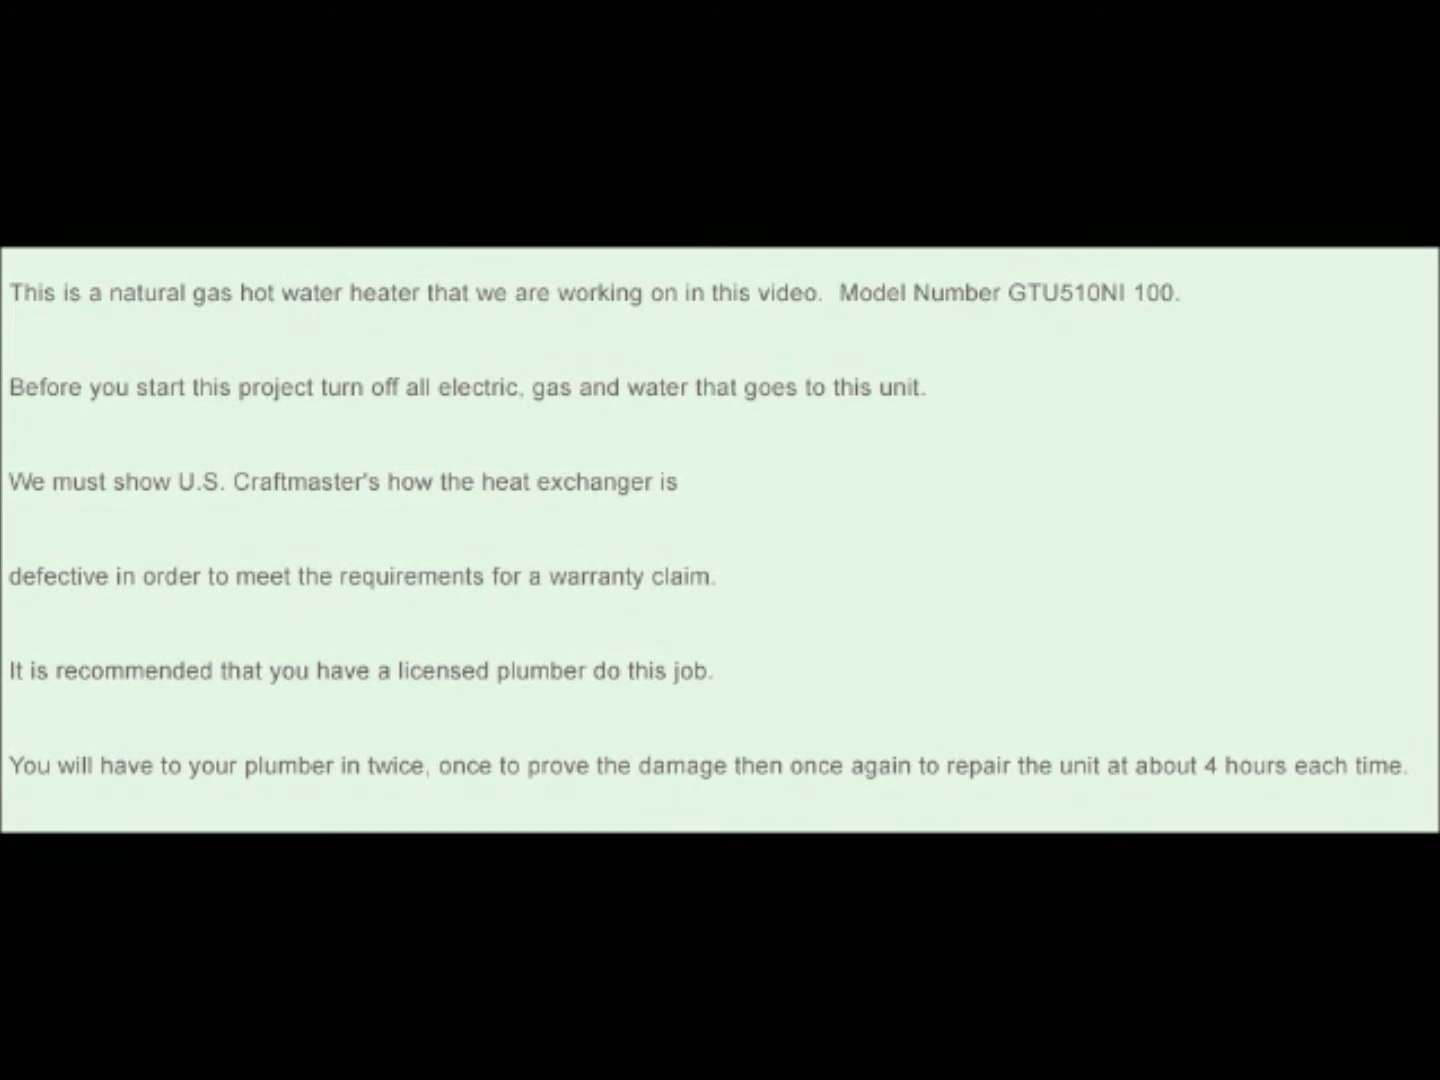 This is a natural gas hot water heater that we are working on in this video.  Model Number GTU510NI 100.
Before you start this project turn off all electric, gas and water that goes to this unit.
We must show U.S. Craftmaster's how the heat exchanger is
defective in order to meet the requirements for a warranty claim.
It is recommended that you have a licensed plumber do this job.
You will have to your plumber in twice, once to prove the damage then once again to repair the unit at about 4 hours each time.